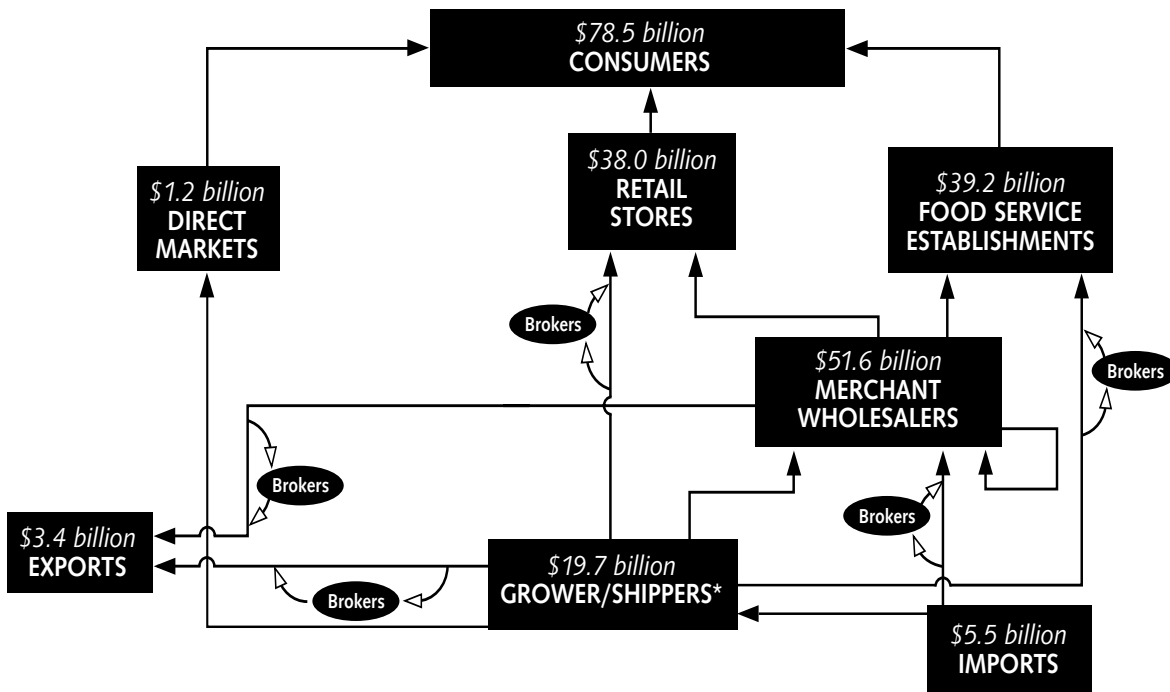 $78.5 billion
CONSUMERS
$1.2 billion
DIRECT
MARKETS
$38.0 billion
RETAIL
STORES
$39.2 billion
FOOD SERVICE
ESTABLISHMENTS
Brokers
$51.6 billion
MERCHANT
WHOLESALERS
Brokers
Brokers
Brokers
$3.4 billion
EXPORTS
$19.7 billion
GROWER/SHIPPERS*
Brokers
$5.5 billion
IMPORTS